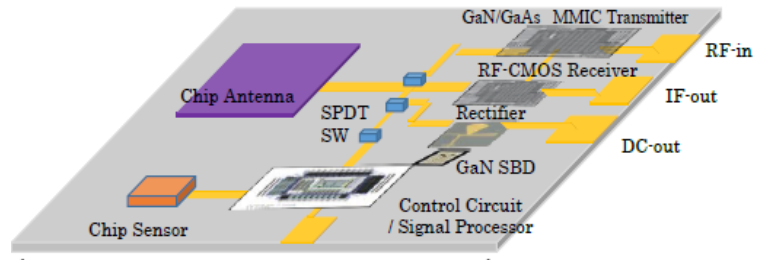 GaN/GaAs MMIC Transmitter
RF-in
RF-CMOS Receiver
Chip Antenna
IF-out
SPDT
SW
Rectifier
DC-out
GaN SBD
Control Circuit
/ Signal Processor
Chip Sensor